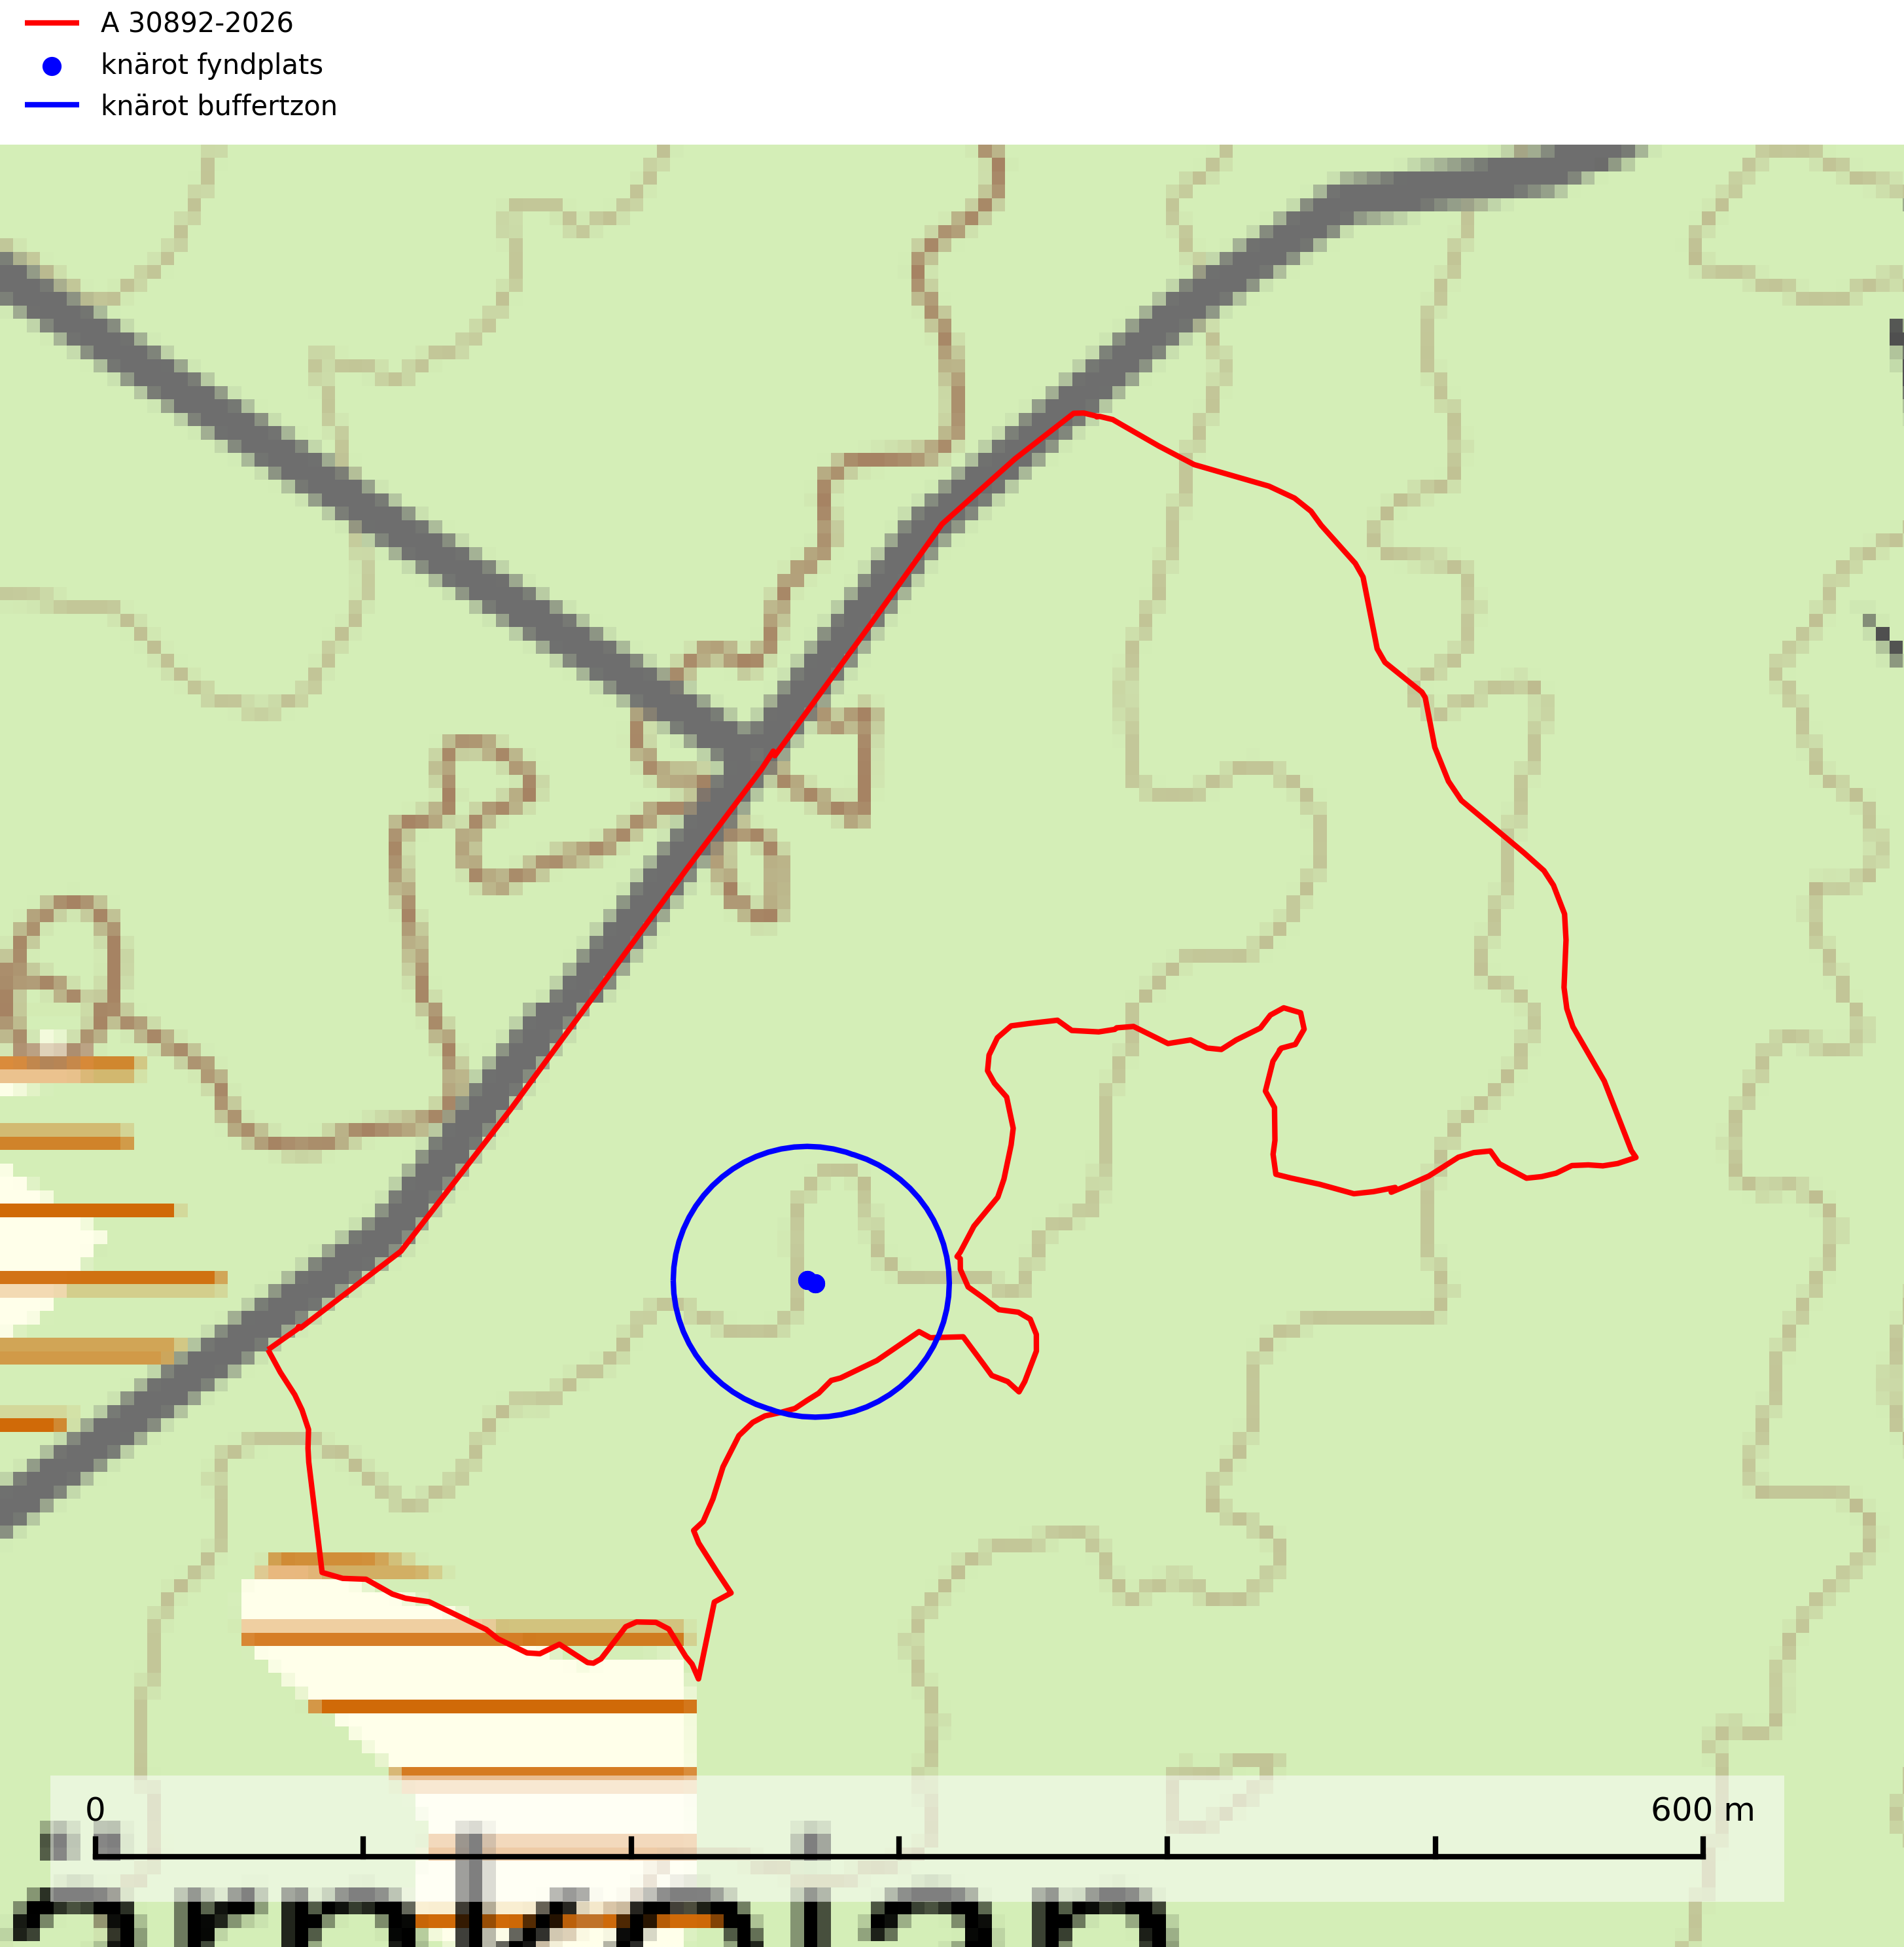 A 30892-2026
knärot fyndplats
knärot buffertzon
0
600 m